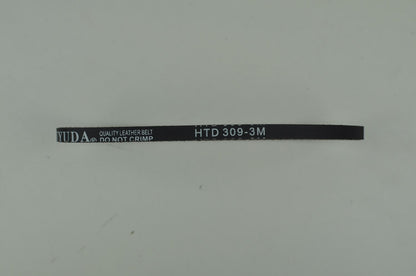 YUDA®
QUALITY LEATHER BELT
DO NOT CRIMP
HTD 309-3M